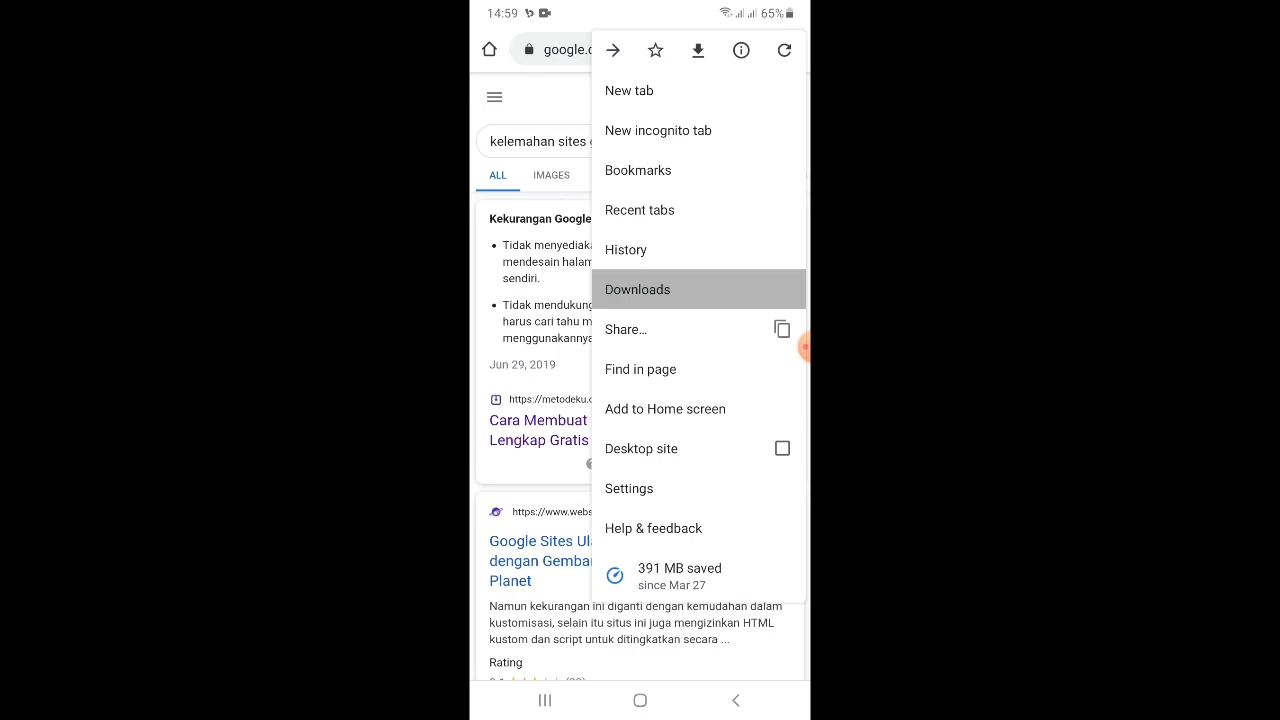 14:59
65%
google.c
New tab
New incognito tab
Bookmarks
Recent tabs
History
Downloads
Share...
Find in page
Add to Home screen
Desktop site
Settings
Help & feedback
391 MB saved
since Mar 27
kelemahan sites
ALL IMAGES
Kekurangan Google
Tidak menyediaka
mendesain halam
sendiri.
Tidak mendukung
harus cari tahu m
menggunakannya
Jun 29, 2019
https://metodeku.c
Cara Membuat
Lengkap Gratis
https://www.webs
Google Sites Ula
dengan Gemba
Planet
Namun kekurangan ini diganti dengan kemudahan dalam
kustomisasi, selain itu situs ini juga mengizinkan HTML
kustom dan script untuk ditingkatkan secara ...
Rating